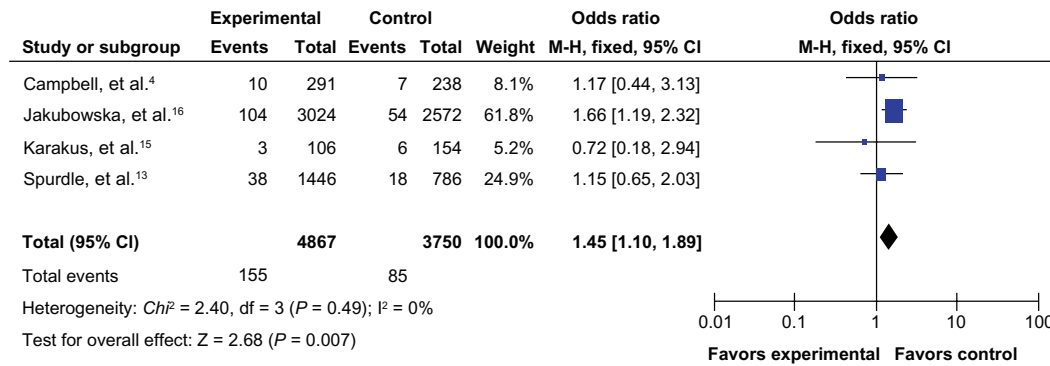 Experimental Control Odds ratio Odds ratio
Study or subgroup Events Total Events Total Weight M-H, fixed, 95% CI M-H, fixed, 95% CI
Campbell, et al.⁴ 10 291 7 238 8.1% 1.17 [0.44, 3.13]
Jakubowska, et al.¹⁶ 104 3024 54 2572 61.8% 1.66 [1.19, 2.32]
Karakus, et al.¹⁵ 3 106 6 154 5.2% 0.72 [0.18, 2.94]
Spurdle, et al.¹³ 38 1446 18 786 24.9% 1.15 [0.65, 2.03]
Total (95% CI) 4867 3750 100.0% 1.45 [1.10, 1.89]
Total events 155 85
Heterogeneity: Chi² = 2.40, df = 3 (P = 0.49); I² = 0%
Test for overall effect: Z = 2.68 (P = 0.007)
0.01 0.1 1 10 100
Favors experimental Favors control